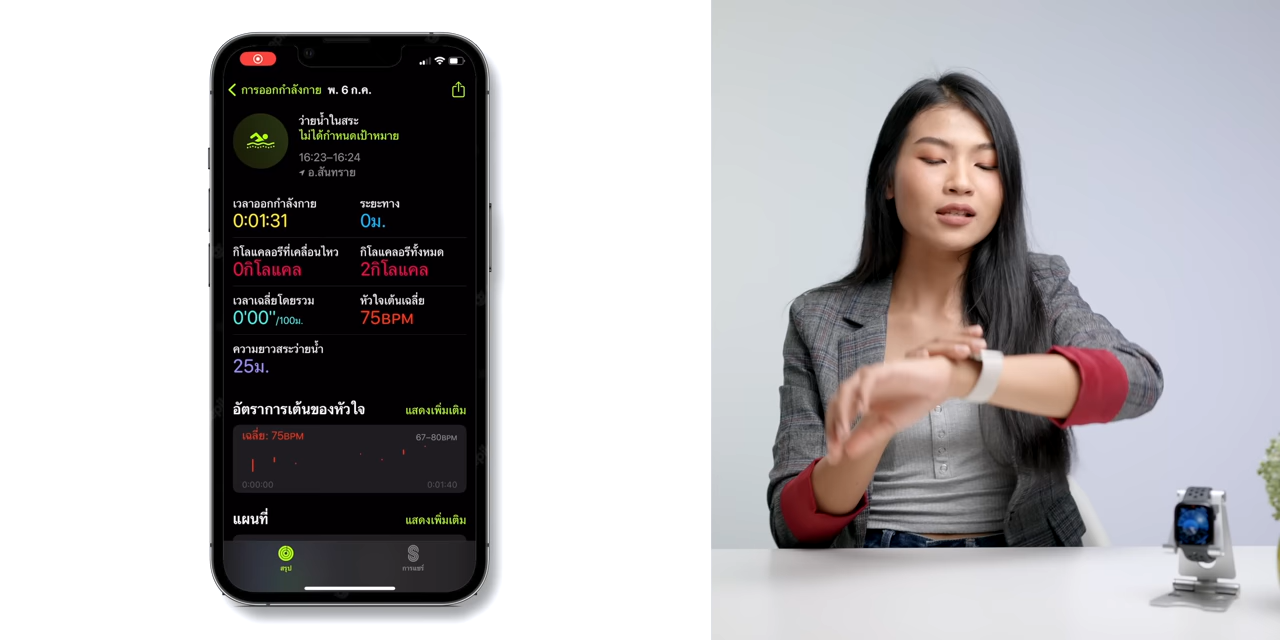 การออกกำลังกาย พ. 6 ก.ค.
ว่ายน้ำในสระ
ไม่ได้กำหนดเป้าหมาย
16:23–16:24
อ.สันทราย
เวลาออกกำลังกาย ระยะทาง
0:01:31 0ม.
กิโลแคลอรีที่เคลื่อนไหว กิโลแคลอรีทั้งหมด
0กิโลแคล 2กิโลแคล
เวลาเฉลี่ยโดยรวม หัวใจเต้นเฉลี่ย
0'00"/100ม. 75BPM
ความยาวสระว่ายน้ำ
25ม.
อัตราการเต้นของหัวใจ แสดงเพิ่มเติม
เฉลี่ย: 75BPM 67–80BPM
0:00:00 0:01:40
แผนที่ แสดงเพิ่มเติม
สรุป การแชร์